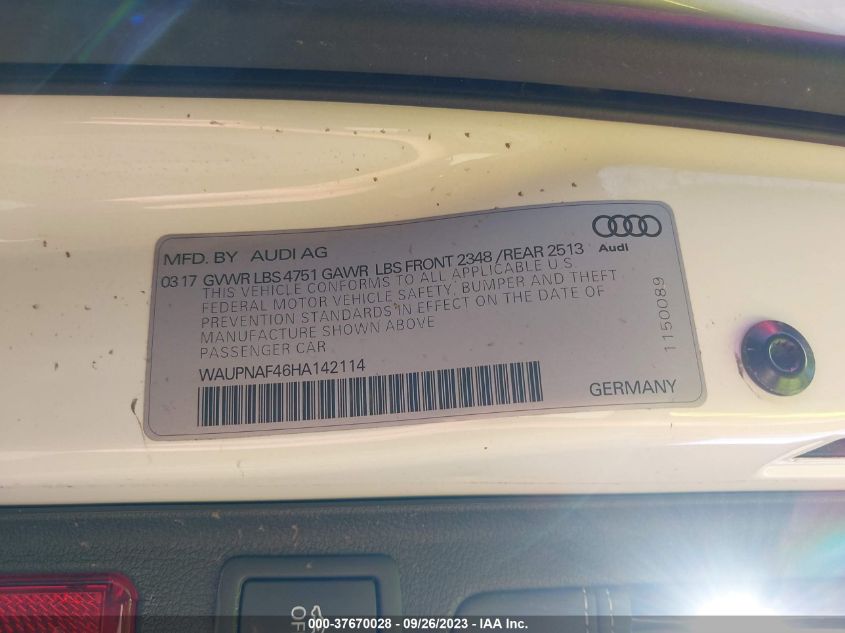 MFD. BY AUDI AG
Audi
03 17 GVWR LBS 4751 GAWR LBS FRONT 2348 /REAR 2513
THIS VEHICLE CONFORMS TO ALL APPLICABLE U.S.
FEDERAL MOTOR VEHICLE SAFETY, BUMPER AND THEFT
PREVENTION STANDARDS IN EFFECT ON THE DATE OF
MANUFACTURE SHOWN ABOVE
PASSENGER CAR
1150089
WAUPNAF46HA142114
GERMANY
OF
000-37670028 - 09/26/2023 - IAA Inc.